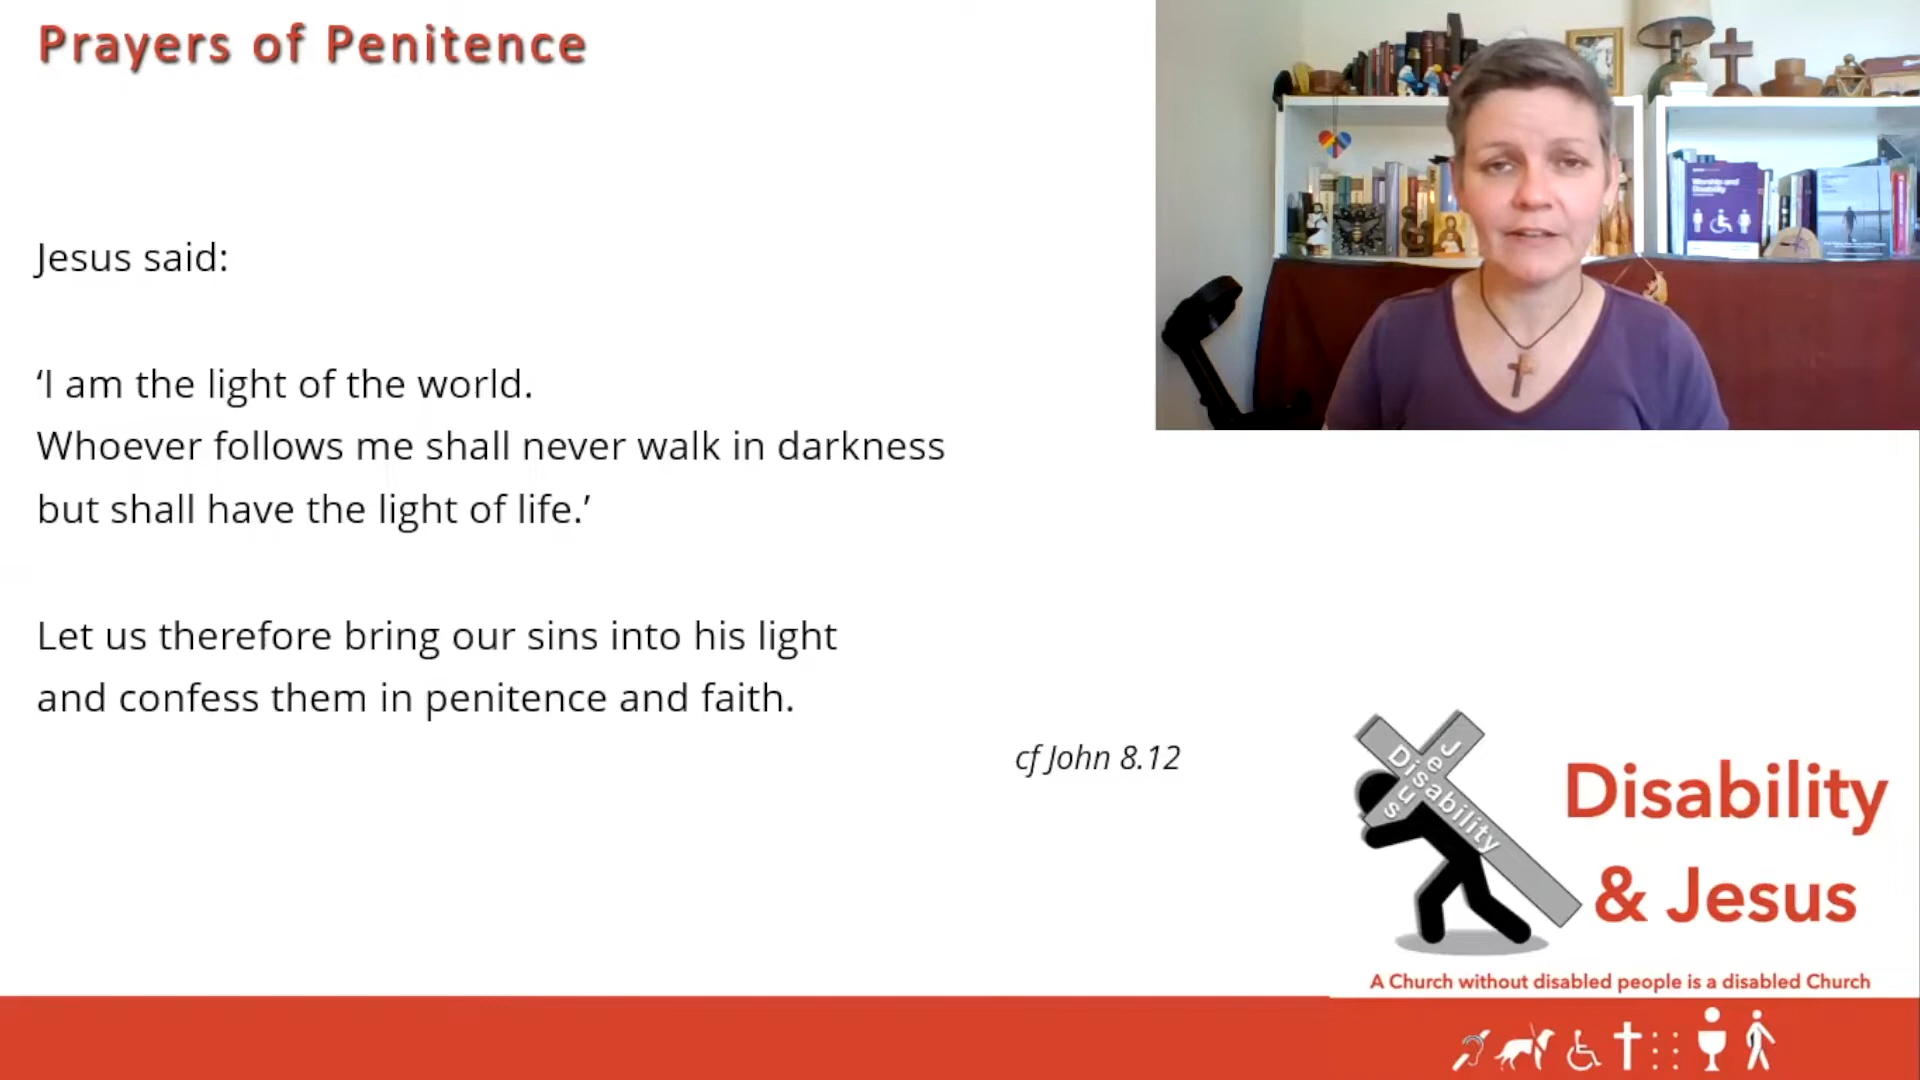 Prayers of Penitence
Jesus said:
‘I am the light of the world.
Whoever follows me shall never walk in darkness
but shall have the light of life.’
Let us therefore bring our sins into his light
and confess them in penitence and faith.
cf John 8.12
Worship and
Disability
Jesus
Disability
Disability
& Jesus
A Church without disabled people is a disabled Church